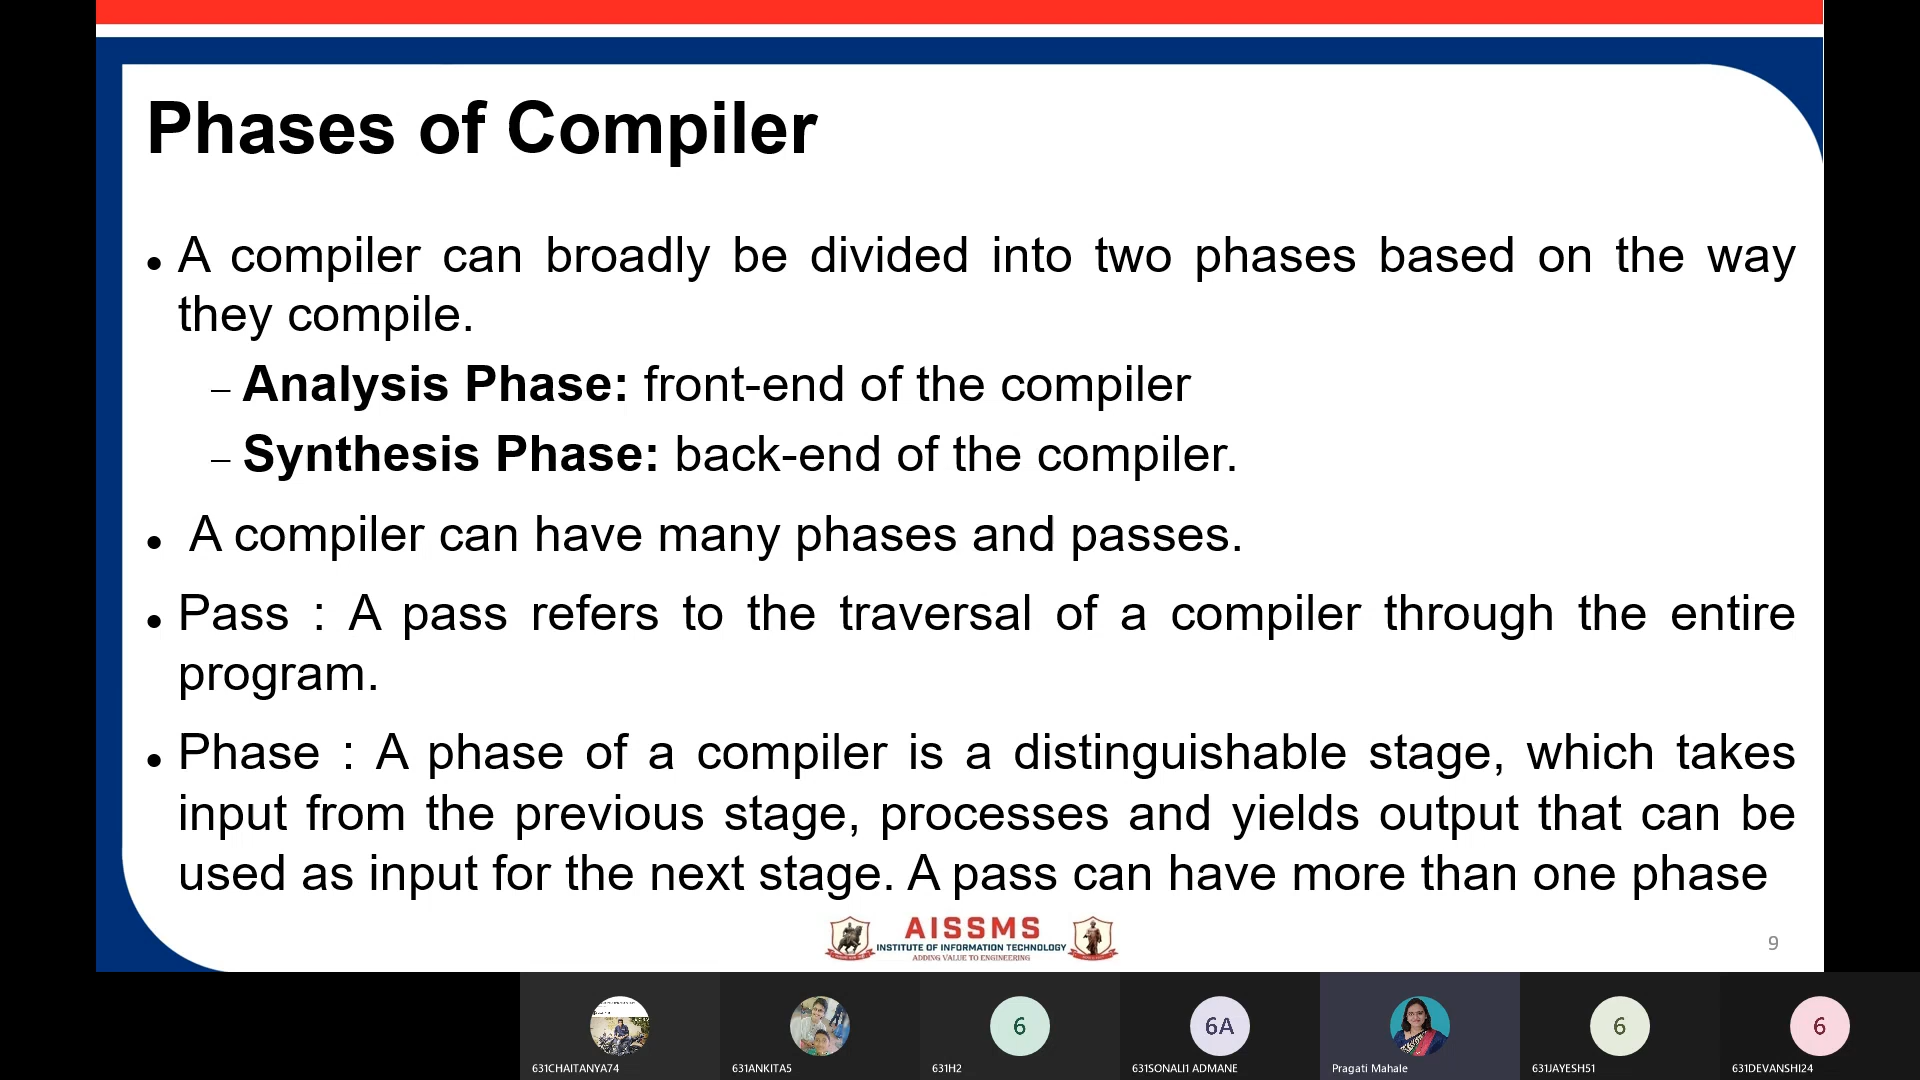 Phases of Compiler
• A compiler can broadly be divided into two phases based on the way
they compile.
– Analysis Phase: front-end of the compiler
– Synthesis Phase: back-end of the compiler.
• A compiler can have many phases and passes.
• Pass : A pass refers to the traversal of a compiler through the entire
program.
• Phase : A phase of a compiler is a distinguishable stage, which takes
input from the previous stage, processes and yields output that can be
used as input for the next stage. A pass can have more than one phase
AISSMS
INSTITUTE OF INFORMATION TECHNOLOGY
ADDING VALUE TO ENGINEERING
9
6
6A
6
6
631CHAITANYA74
631ANKITA5
631H2
631SONALI1 ADMANE
Pragati Mahale
631JAYESH51
631DEVANSHI24